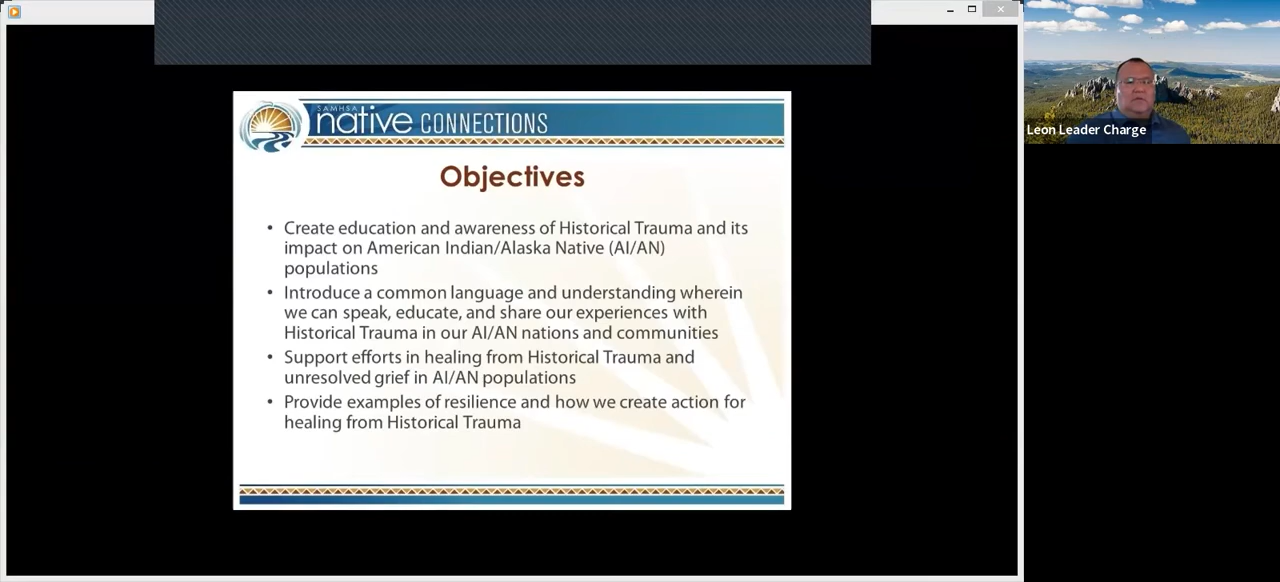 SAMHSA
native CONNECTIONS
Leon Leader Charge
Objectives
• Create education and awareness of Historical Trauma and its
impact on American Indian/Alaska Native (AI/AN)
populations
• Introduce a common language and understanding wherein
we can speak, educate, and share our experiences with
Historical Trauma in our AI/AN nations and communities
• Support efforts in healing from Historical Trauma and
unresolved grief in AI/AN populations
• Provide examples of resilience and how we create action for
healing from Historical Trauma